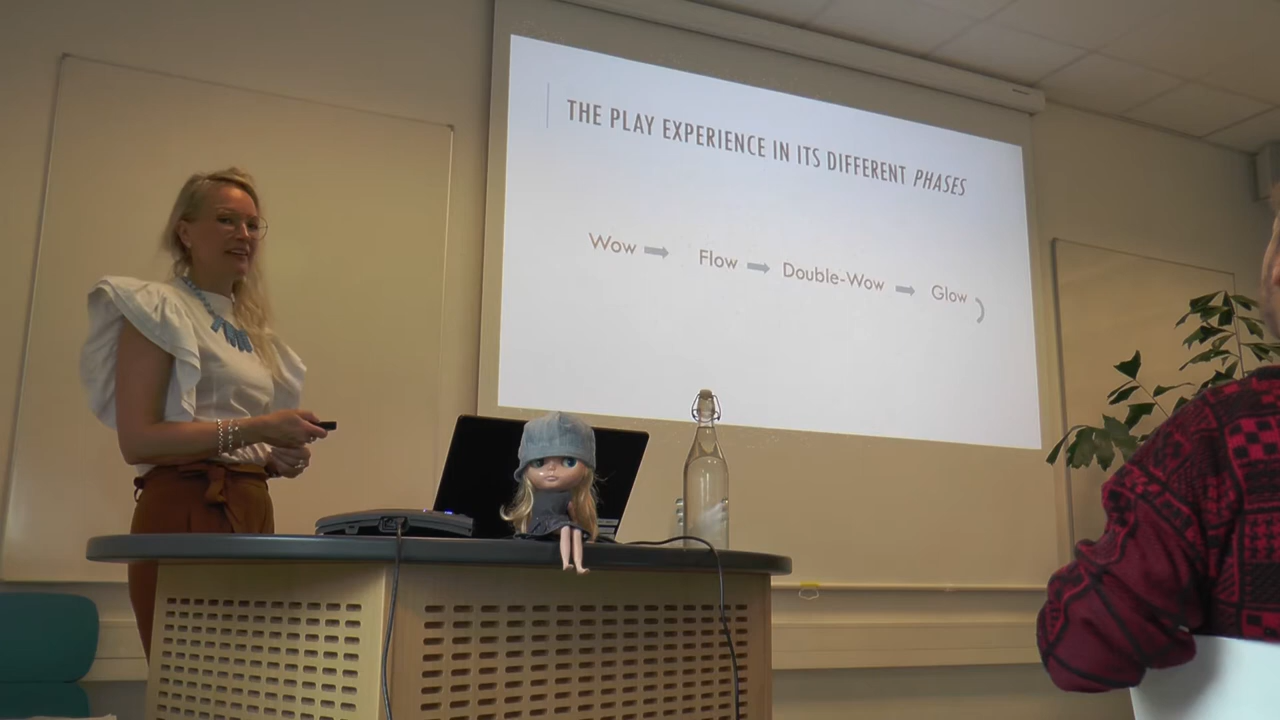 THE PLAY EXPERIENCE IN ITS DIFFERENT PHASES
Wow Flow Double-Wow Glow